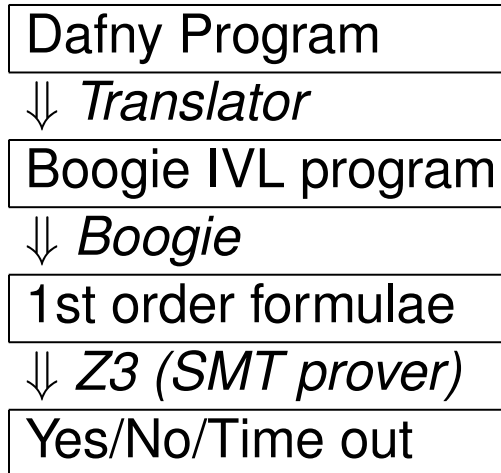 Dafny Program
⇓ Translator
Boogie IVL program
⇓ Boogie
1st order formulae
⇓ Z3 (SMT prover)
Yes/No/Time out